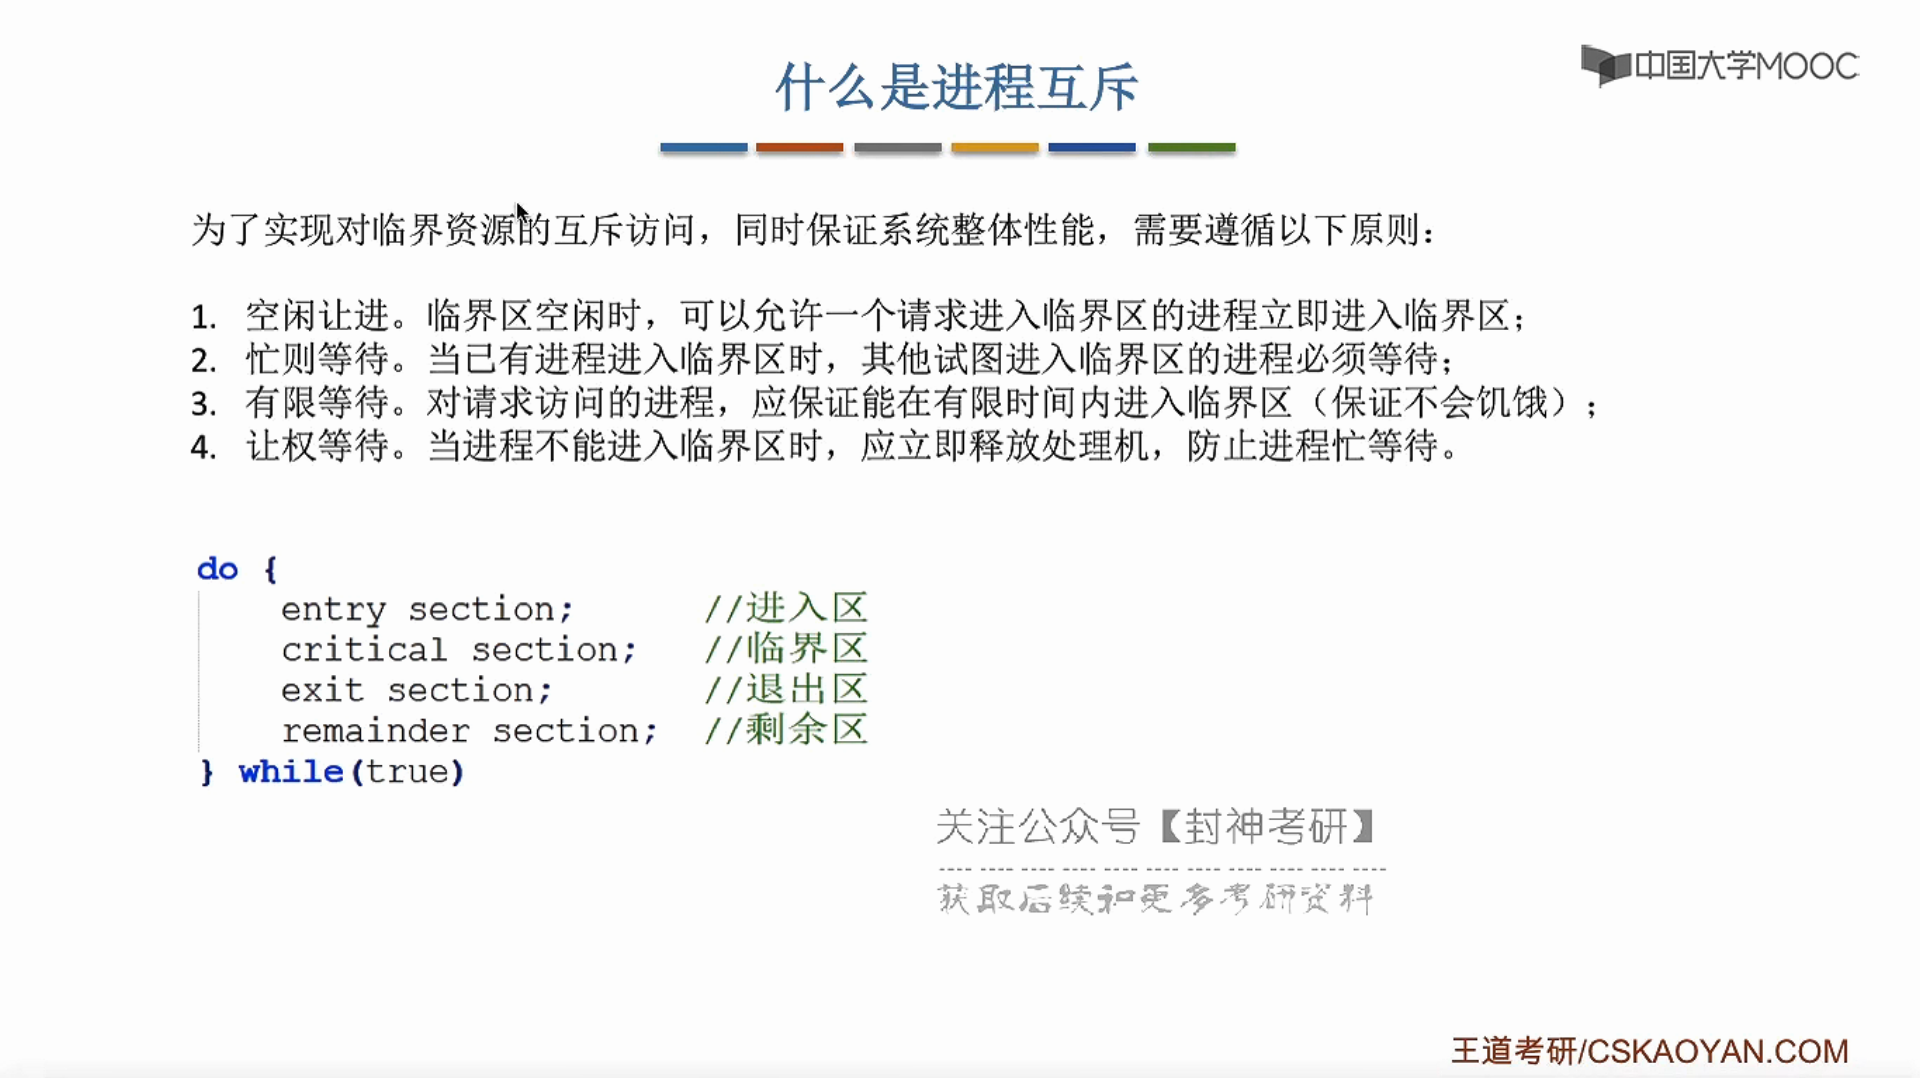 什么是进程互斥
中国大学MOOC
为了实现对临界资源的互斥访问，同时保证系统整体性能，需要遵循以下原则：
1. 空闲让进。临界区空闲时，可以允许一个请求进入临界区的进程立即进入临界区；
2. 忙则等待。当已有进程进入临界区时，其他试图进入临界区的进程必须等待；
3. 有限等待。对请求访问的进程，应保证能在有限时间内进入临界区（保证不会饥饿）；
4. 让权等待。当进程不能进入临界区时，应立即释放处理机，防止进程忙等待。
do {
entry section; //进入区
critical section; //临界区
exit section; //退出区
remainder section; //剩余区
} while(true)
关注公众号【封神考研】
获取后续和更多考研资料
王道考研/CSKAOYAN.COM